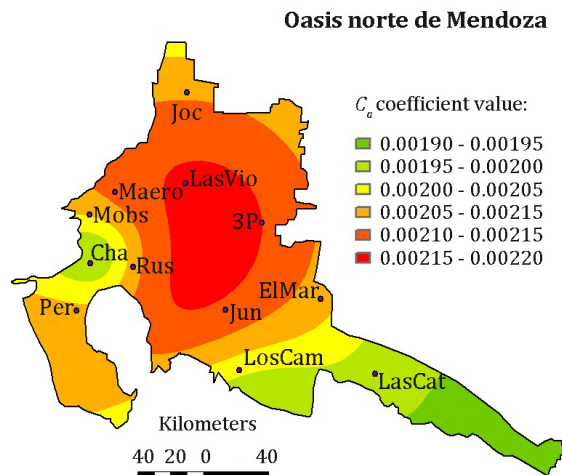 Oasis norte de Mendoza
Cₐ coefficient value:
0.00190 - 0.00195
0.00195 - 0.00200
0.00200 - 0.00205
0.00205 - 0.00215
0.00210 - 0.00215
0.00215 - 0.00220
Joc
Maero
LasVio
Mobs
3P
Cha
Rus
ElMar
Per
Jun
LosCam
LasCat
Kilometers
40 20 0 40